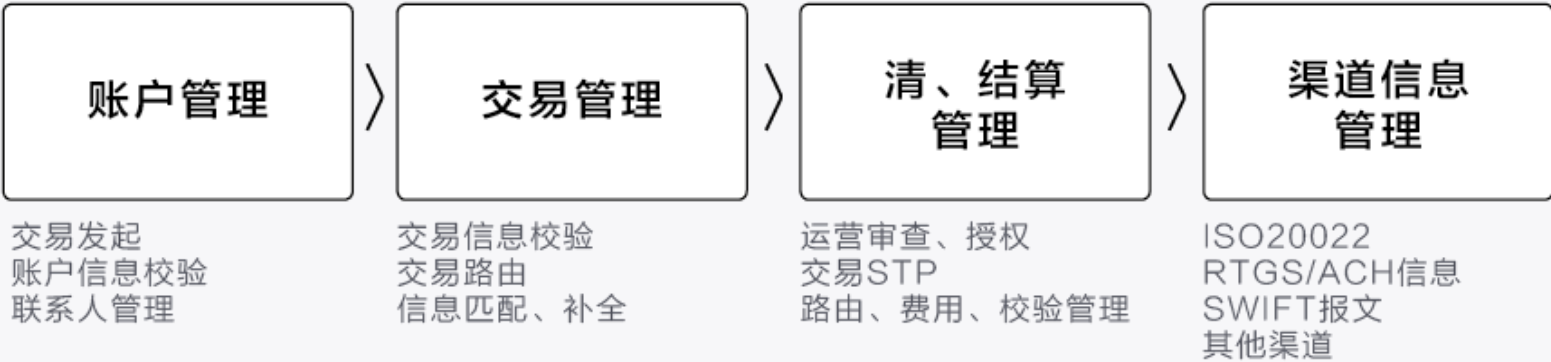 账户管理
交易管理
清、结算
管理
渠道信息
管理
交易发起
账户信息校验
联系人管理
交易信息校验
交易路由
信息匹配、补全
运营审查、授权
交易STP
路由、费用、校验管理
ISO20022
RTGS/ACH信息
SWIFT报文
其他渠道